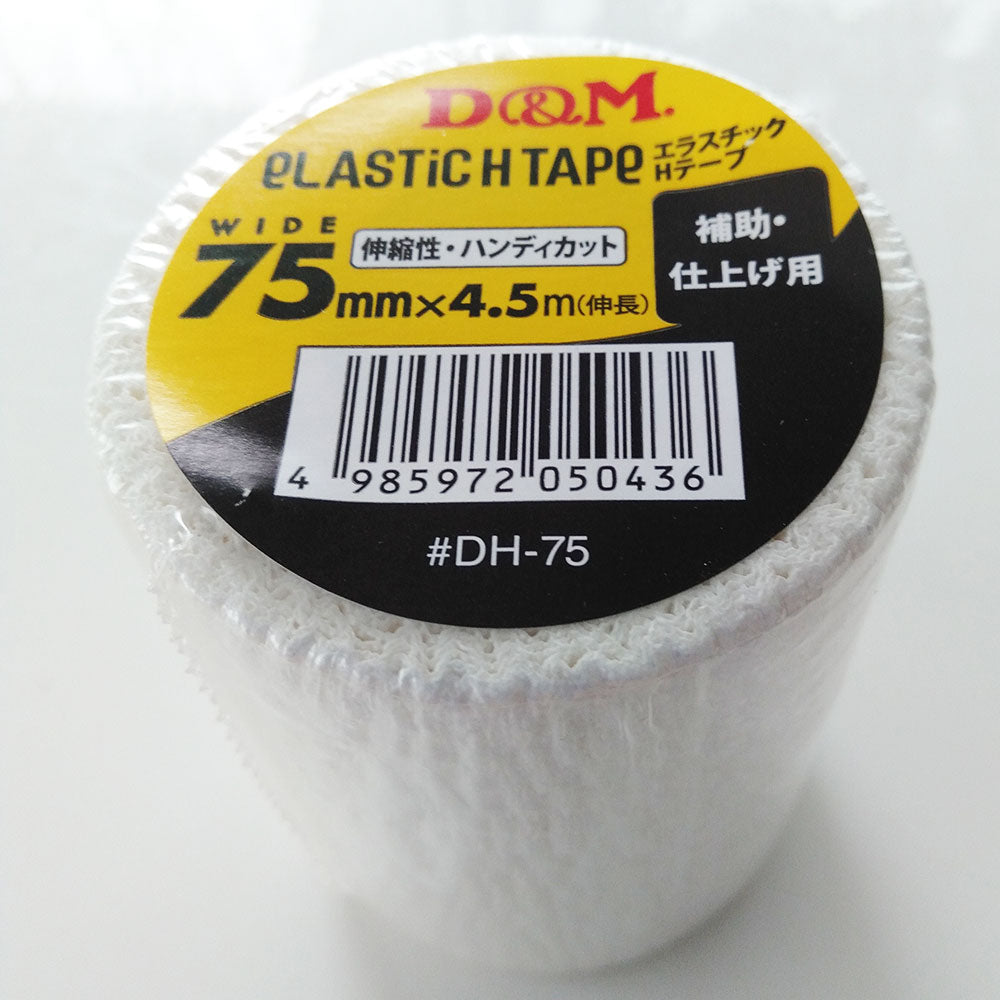 D&M.
eLASTiC H TAPe
エラスチック
Hテープ
WIDE
75mm×4.5m(伸長)
伸縮性・ハンディカット
補助・
仕上げ用
4 985972 050436
#DH-75